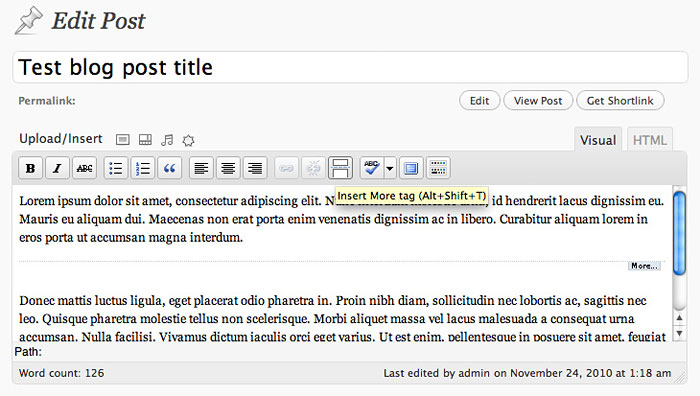 Edit Post
Test blog post title
Permalink:
Edit
View Post
Get Shortlink
Upload/Insert
Visual
HTML
B I ABC
ABC
Insert More tag (Alt+Shift+T)
Lorem ipsum dolor sit amet, consectetur adipiscing elit. id hendrerit lacus dignissim eu.
Mauris eu aliquam dui. Maecenas non erat porta enim venenatis dignissim ac in libero. Curabitur aliquam lorem in
eros porta ut accumsan magna interdum.
More...
Donec mattis luctus ligula, eget placerat odio pharetra in. Proin nibh diam, sollicitudin nec lobortis ac, sagittis nec
leo. Quisque pharetra molestie tellus non scelerisque. Morbi aliquet massa vel lacus malesuada a consequat urna
accumsan. Nulla facilisi. Vivamus dictum iaculis orci eget varius. Ut est enim, pellentesque in posuere sit amet, feugiat
Path:
Word count: 126
Last edited by admin on November 24, 2010 at 1:18 am